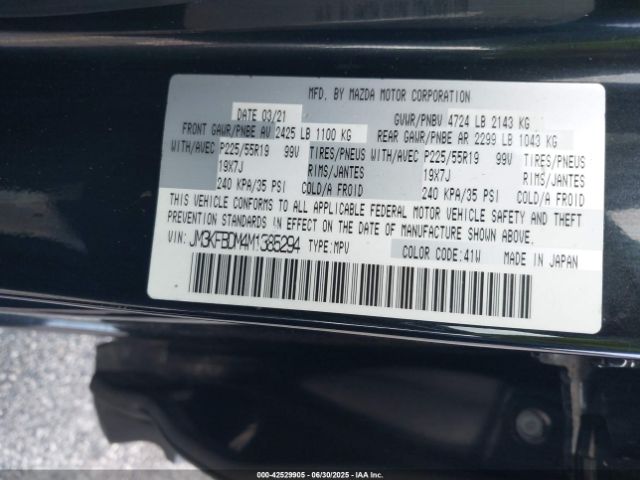 MFD. BY MAZDA MOTOR CORPORATION
DATE 03/21 GVWR/PNBV 4724 LB 2143 KG
FRONT GAWR/PNBE AV 2425 LB 1100 KG REAR GAWR/PNBE AR 2299 LB 1043 KG
WITH/AVEC P225/55R19 99V TIRES/PNEUS WITH/AVEC P225/55R19 99V TIRES/PNEUS
19X7J RIMS/JANTES 19X7J RIMS/JANTES
240 KPA/35 PSI COLD/A FROID 240 KPA/35 PSI COLD/A FROID
THIS VEHICLE CONFORMS TO ALL APPLICABLE FEDERAL MOTOR VEHICLE SAFETY AND THEFT
PREVENTION STANDARDS IN EFFECT ON THE DATE OF MANUFACTURE SHOWN ABOVE.
VIN: JM3KFBDM4M1385294 TYPE:MPV COLOR CODE:41W MADE IN JAPAN
000-42529905 - 06/30/2025 - IAAI.com